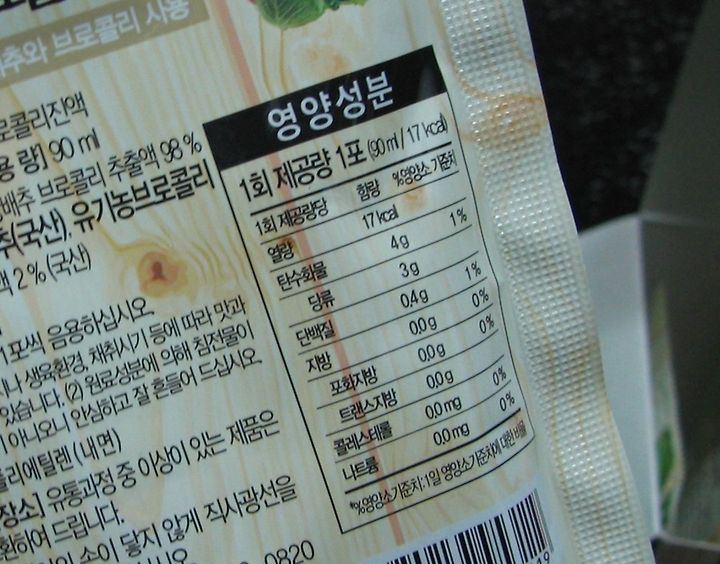 배추와 브로콜리 사용
로콜리진액
용 량] 90 ml
배추 브로콜리 추출액 98 %
추(국산), 유기농브로콜리
액 2 % (국산)
1포씩 음용하십시오
나 생육환경, 채취시기 등에 따라 맛과
있습니다. (2) 원료성분에 의해 침전물이
이 아니오니 안심하고 잘 흔들어 드십시오.
리에틸렌 (내면)
장소] 유통과정 중 이상이 있는 제품은
환하여 드립니다.
손이 닿지 않게 직사광선을
0820
영양성분
1회 제공량 1포 (90 ml / 17 kcal)
1회 제공량당 함량 %영양소기준치
열량 17 kcal
탄수화물 4 g 1%
당류 3 g
단백질 0.4 g 1%
지방 0.0 g 0%
포화지방 0.0 g 0%
트랜스지방 0.0 g
콜레스테롤 0.0 mg 0%
나트륨 0.0 mg 0%
*%영양소기준치: 1일 영양소기준치에 대한 비율